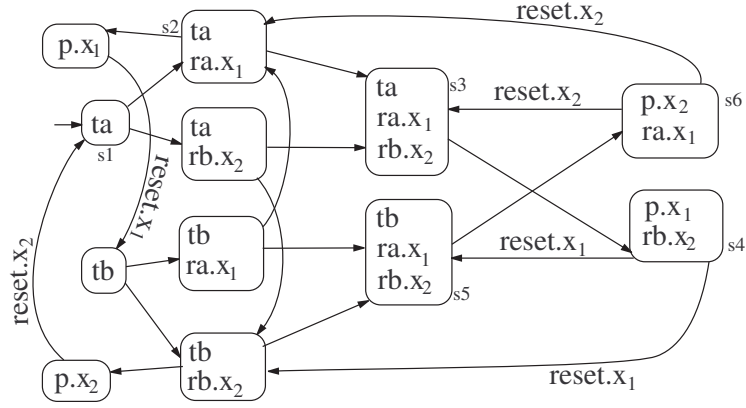 reset.x₂
s2
ta
ra.x₁
p.x₁
s3
ta
ra.x₁
rb.x₂
reset.x₂
s6
p.x₂
ra.x₁
ta
s1
ta
rb.x₂
reset.x₁
reset.x₂
tb
ra.x₁
tb
tb
ra.x₁
rb.x₂
s5
reset.x₁
p.x₁
rb.x₂
s4
tb
rb.x₂
p.x₂
reset.x₁